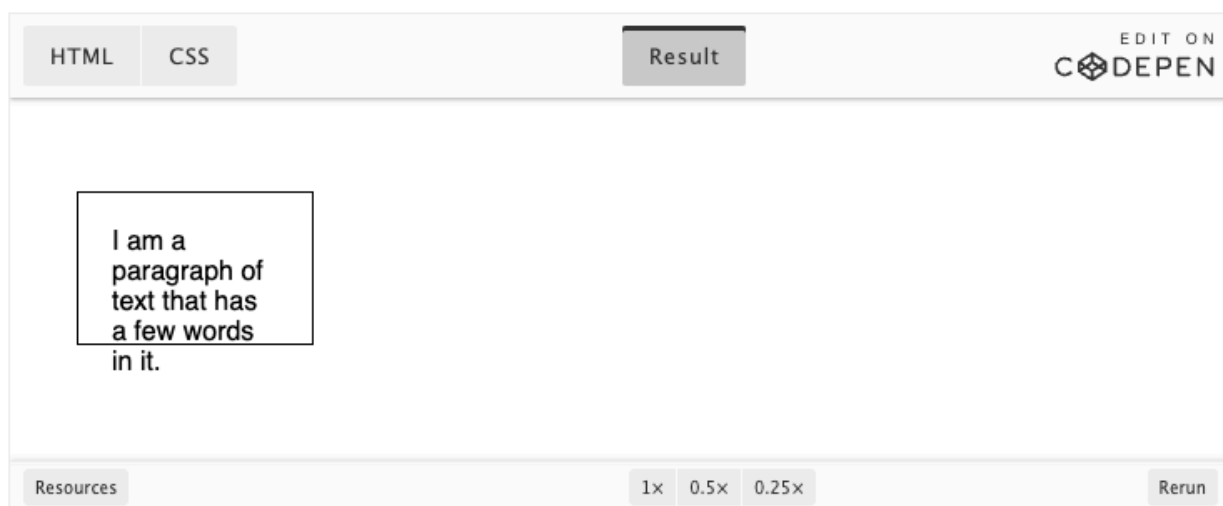 HTML CSS Result EDIT ON
CODEPEN
I am a
paragraph of
text that has
a few words
in it.
Resources 1× 0.5× 0.25× Rerun